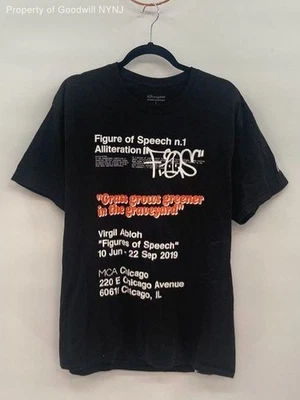 Property of Goodwill NYNJ
Figure of Speech n.1
Alliteration
"F.O.S"
"Grass grows greener
in the graveyard"
Virgil Abloh
"Figures of Speech"
10 Jun - 22 Sep 2019
MCA Chicago
220 E Chicago Avenue
60611 Chicago, IL